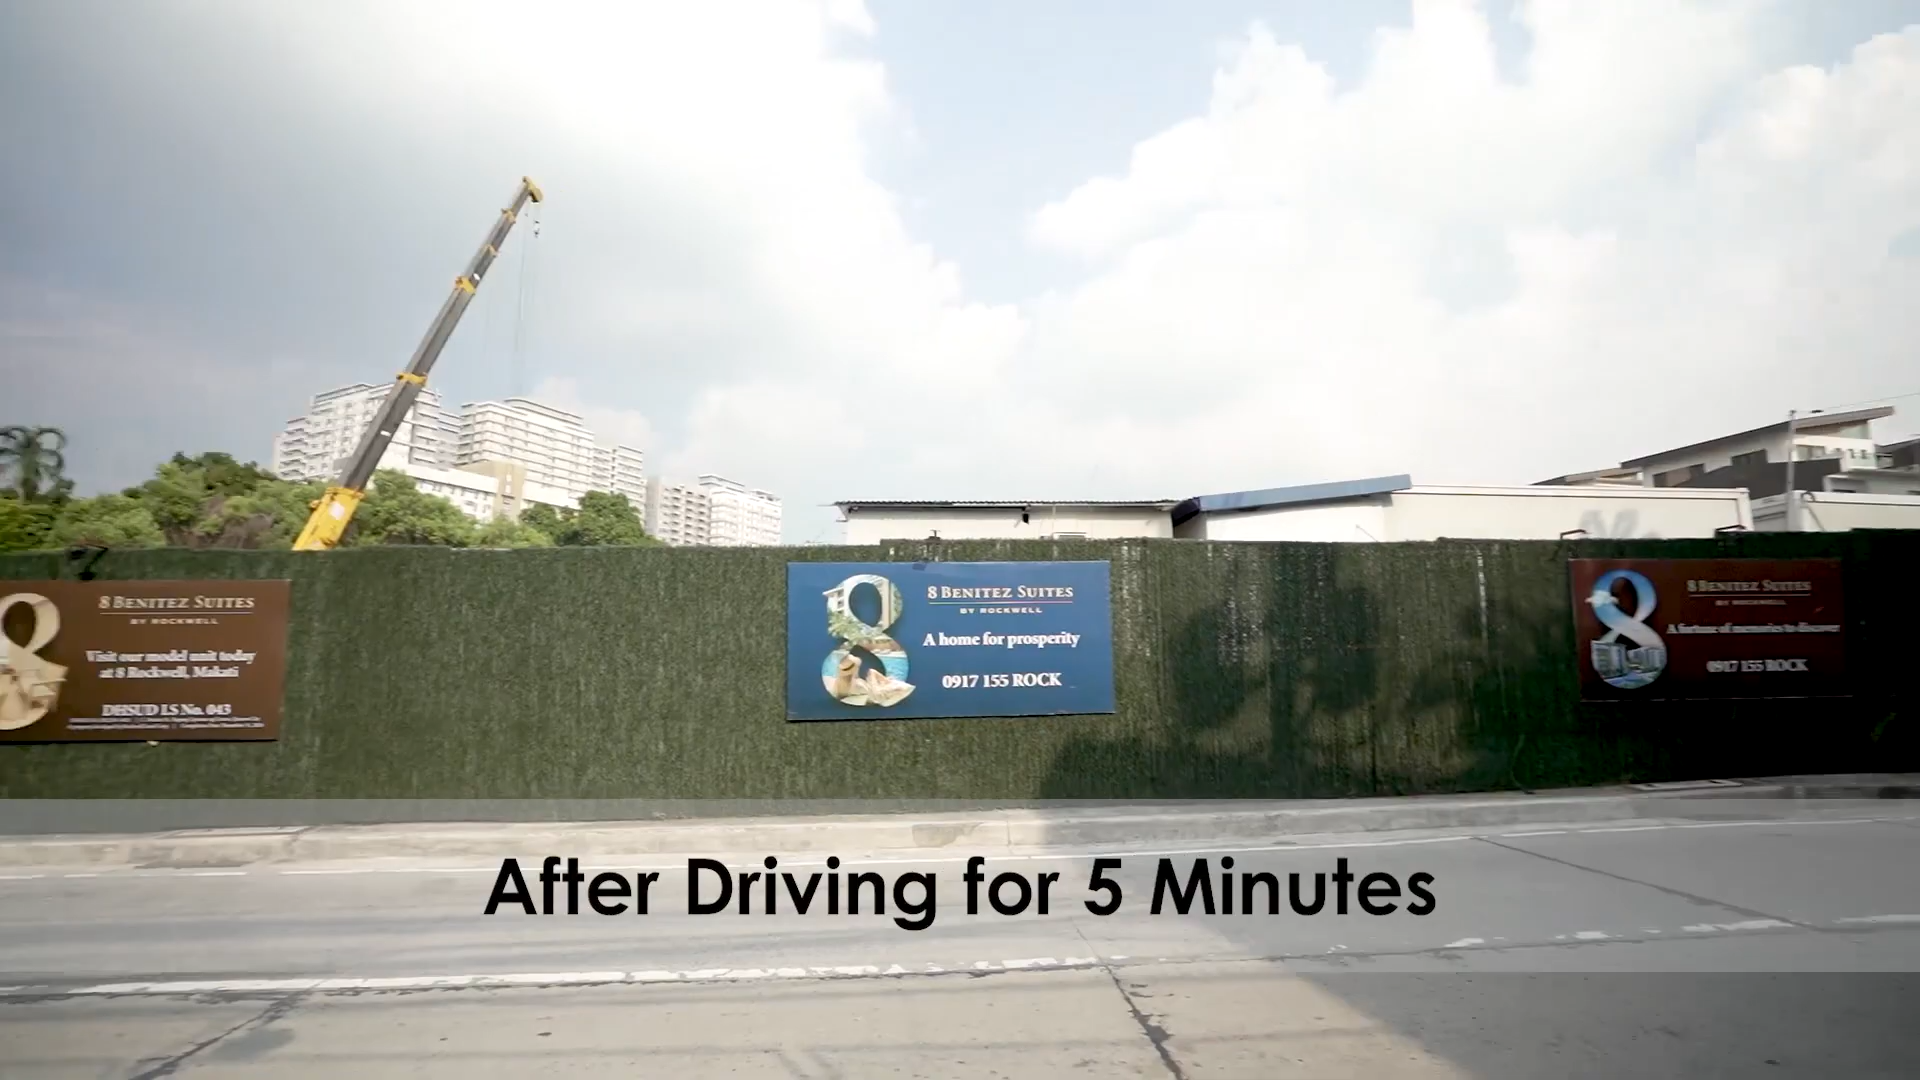 8 BENITEZ SUITES
BY ROCKWELL
Visit our model unit today
at 8 Rockwell, Makati
DHSUD LS No. 043
8 BENITEZ SUITES
BY ROCKWELL
A home for prosperity
0917 155 ROCK
8 BENITEZ SUITES
BY ROCKWELL
A fortune of memories to discover
0917 155 ROCK
After Driving for 5 Minutes